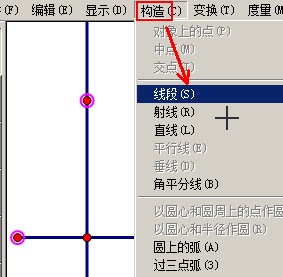 编辑(E) 显示(D) 构造(C) 变换(T) 度量(M)
对象上的点(P)
中点(M)
交点(I)
线段(S)
射线(R)
直线(L)
平行线(E)
垂线(D)
角平分线(B)
以圆心和圆周上的点作圆
以圆心和半径作圆(R)
圆上的弧(A)
过三点弧(3)